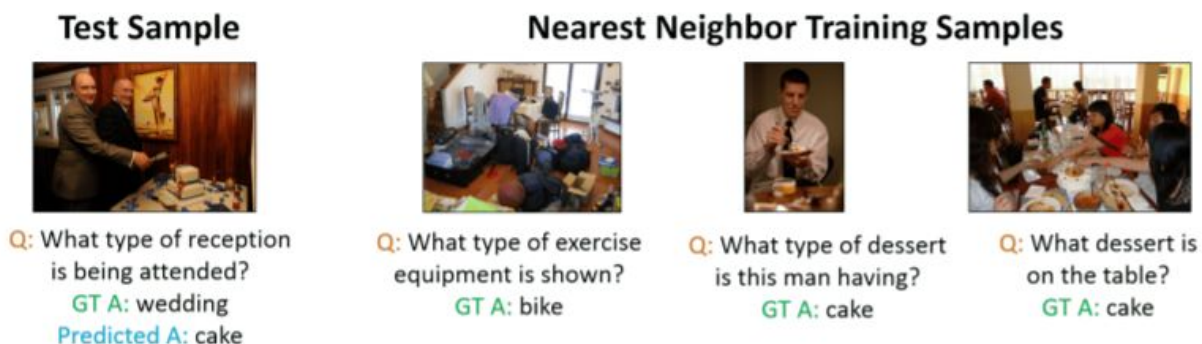 Test Sample
Nearest Neighbor Training Samples
Q: What type of reception
is being attended?
GT A: wedding
Predicted A: cake
Q: What type of exercise
equipment is shown?
GT A: bike
Q: What type of dessert
is this man having?
GT A: cake
Q: What dessert is
on the table?
GT A: cake